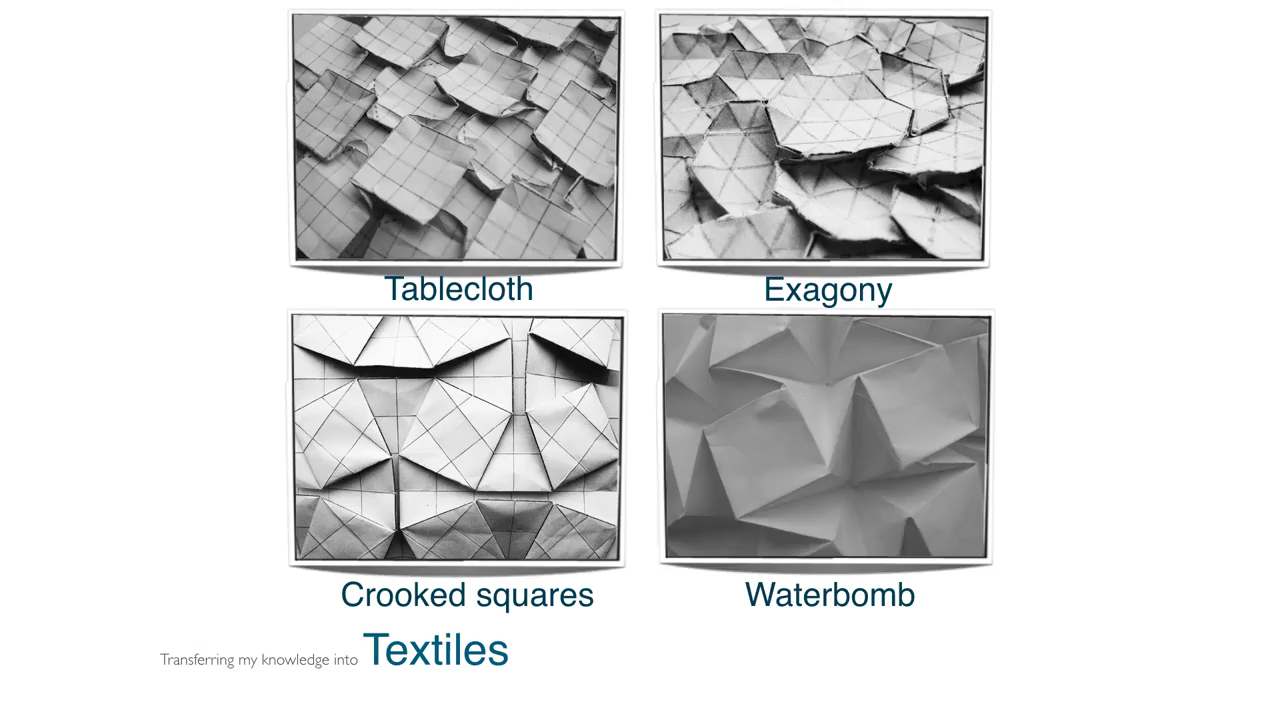 Tablecloth
Exagony
Crooked squares
Waterbomb
Transferring my knowledge into Textiles